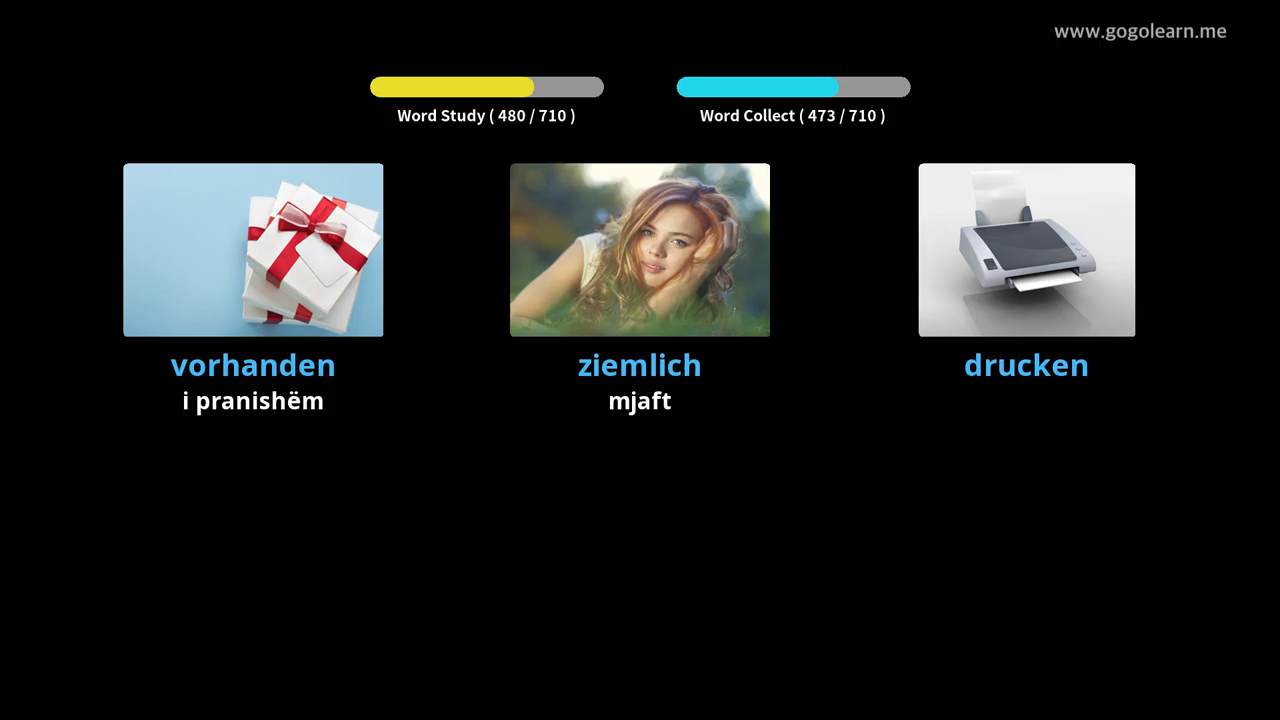 www.gogolearn.me
Word Study ( 480 / 710 )
Word Collect ( 473 / 710 )
vorhanden
i pranishëm
ziemlich
mjaft
drucken